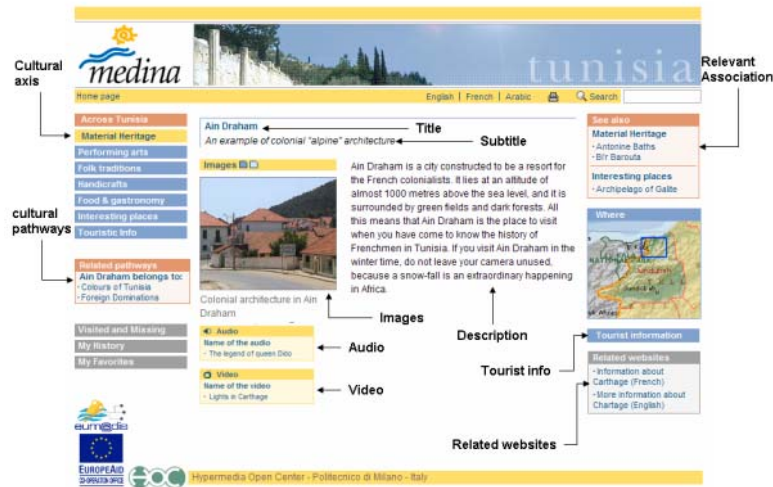 medina
tunisia
Home page
English | French | Arabic
Search
Cultural
axis
Across Tunisia
Material Heritage
Performing arts
Folk traditions
Handicrafts
Food & gastronomy
Interesting places
Touristic Info
cultural
pathways
Related pathways
Ain Draham belongs to:
· Colours of Tunisia
· Foreign Dominations
Visited and Missing
My History
My Favorites
eumedis
EUROPEAID
CO-OPERATION OFFICE
HOC
Ain Draham
Title
An example of colonial "alpine" architecture
Subtitle
Images
Ain Draham is a city constructed to be a resort for
the French colonialists. It lies at an altitude of
almost 1000 metres above the sea level, and it is
surrounded by green fields and dark forests. All
this means that Ain Draham is the place to visit
when you have come to know the history of
Frenchmen in Tunisia. If you visit Ain Draham in the
winter time, do not leave your camera unused,
because a snow-fall is an extraordinary happening
in Africa.
Colonial architecture in Ain
Draham
Images
Description
Audio
Name of the audio
· The legend of queen Dido
Audio
Video
Name of the video
· Lights in Carthage
Video
Relevant
Association
See also
Material Heritage
· Antonine Baths
· Bi'r Barouta
Interesting places
· Archipelago of Galite
Where
Tourist information
Tourist info
Related websites
· Information about
Carthage (French)
· More information about
Chartage (English)
Related websites
Hypermedia Open Center - Politecnico di Milano - Italy